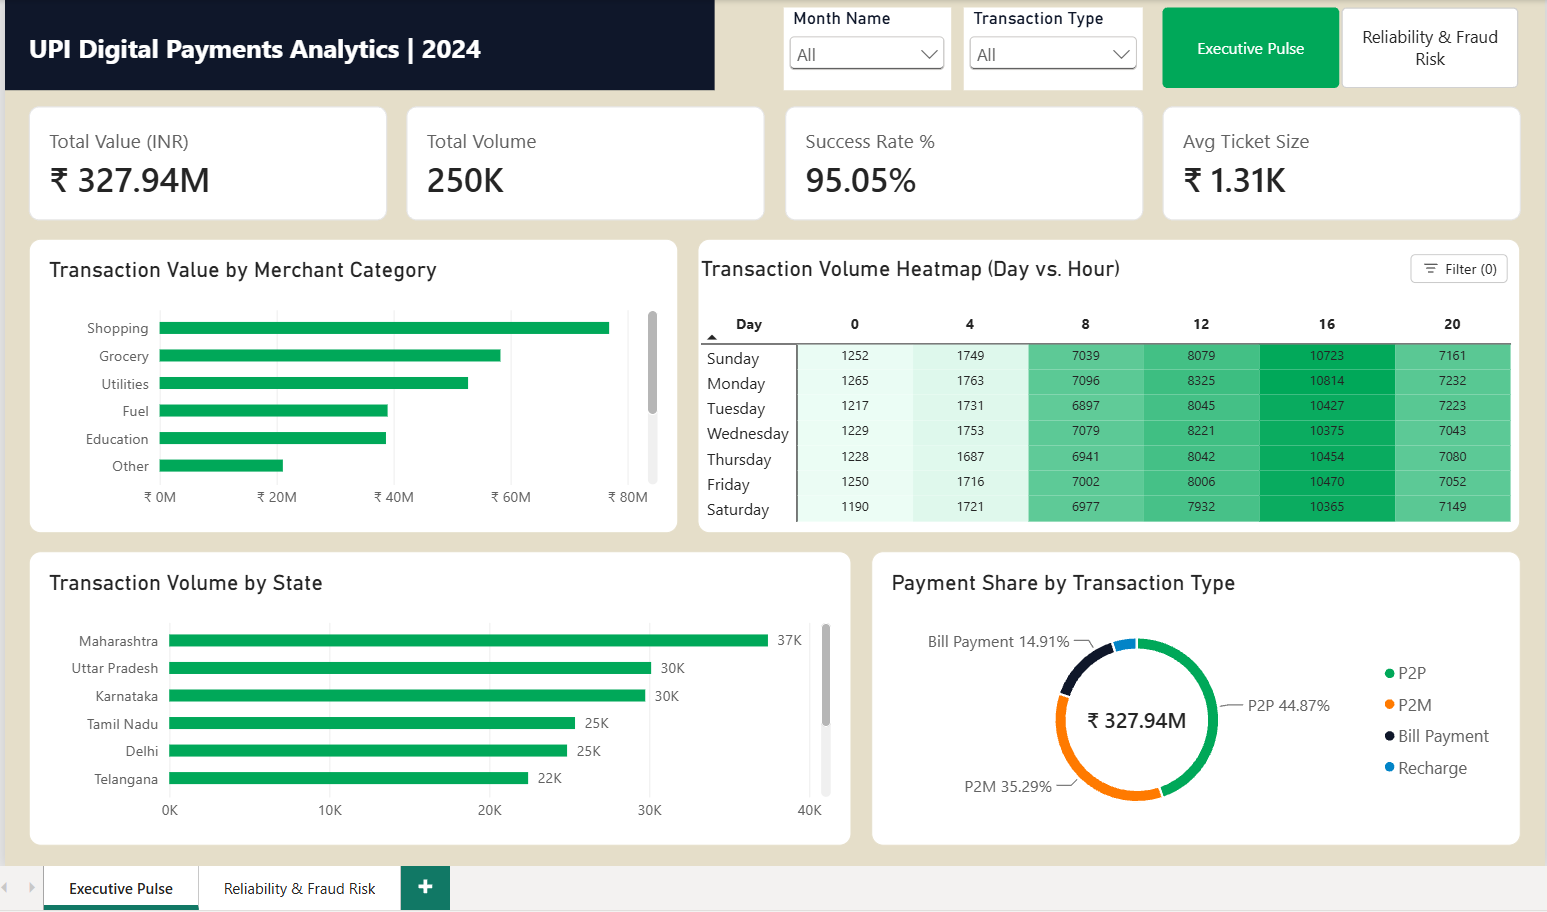 UPI Digital Payments Analytics | 2024
Month Name
All
Transaction Type
All
Executive Pulse
Reliability & Fraud
Risk
Total Value (INR)
₹ 327.94M
Total Volume
250K
Success Rate %
95.05%
Avg Ticket Size
₹ 1.31K
Transaction Value by Merchant Category
Shopping
Grocery
Utilities
Fuel
Education
Other
₹ 0M ₹ 20M ₹ 40M ₹ 60M ₹ 80M
Transaction Volume Heatmap (Day vs. Hour)
Filter (0)
Day 0 4 8 12 16 20
Sunday 1252 1749 7039 8079 10723 7161
Monday 1265 1763 7096 8325 10814 7232
Tuesday 1217 1731 6897 8045 10427 7223
Wednesday 1229 1753 7079 8221 10375 7043
Thursday 1228 1687 6941 8042 10454 7080
Friday 1250 1716 7002 8006 10470 7052
Saturday 1190 1721 6977 7932 10365 7149
Transaction Volume by State
Maharashtra 37K
Uttar Pradesh 30K
Karnataka 30K
Tamil Nadu 25K
Delhi 25K
Telangana 22K
0K 10K 20K 30K 40K
Payment Share by Transaction Type
Bill Payment 14.91%
P2P 44.87%
₹ 327.94M
P2M 35.29%
P2P
P2M
Bill Payment
Recharge
Executive Pulse Reliability & Fraud Risk +